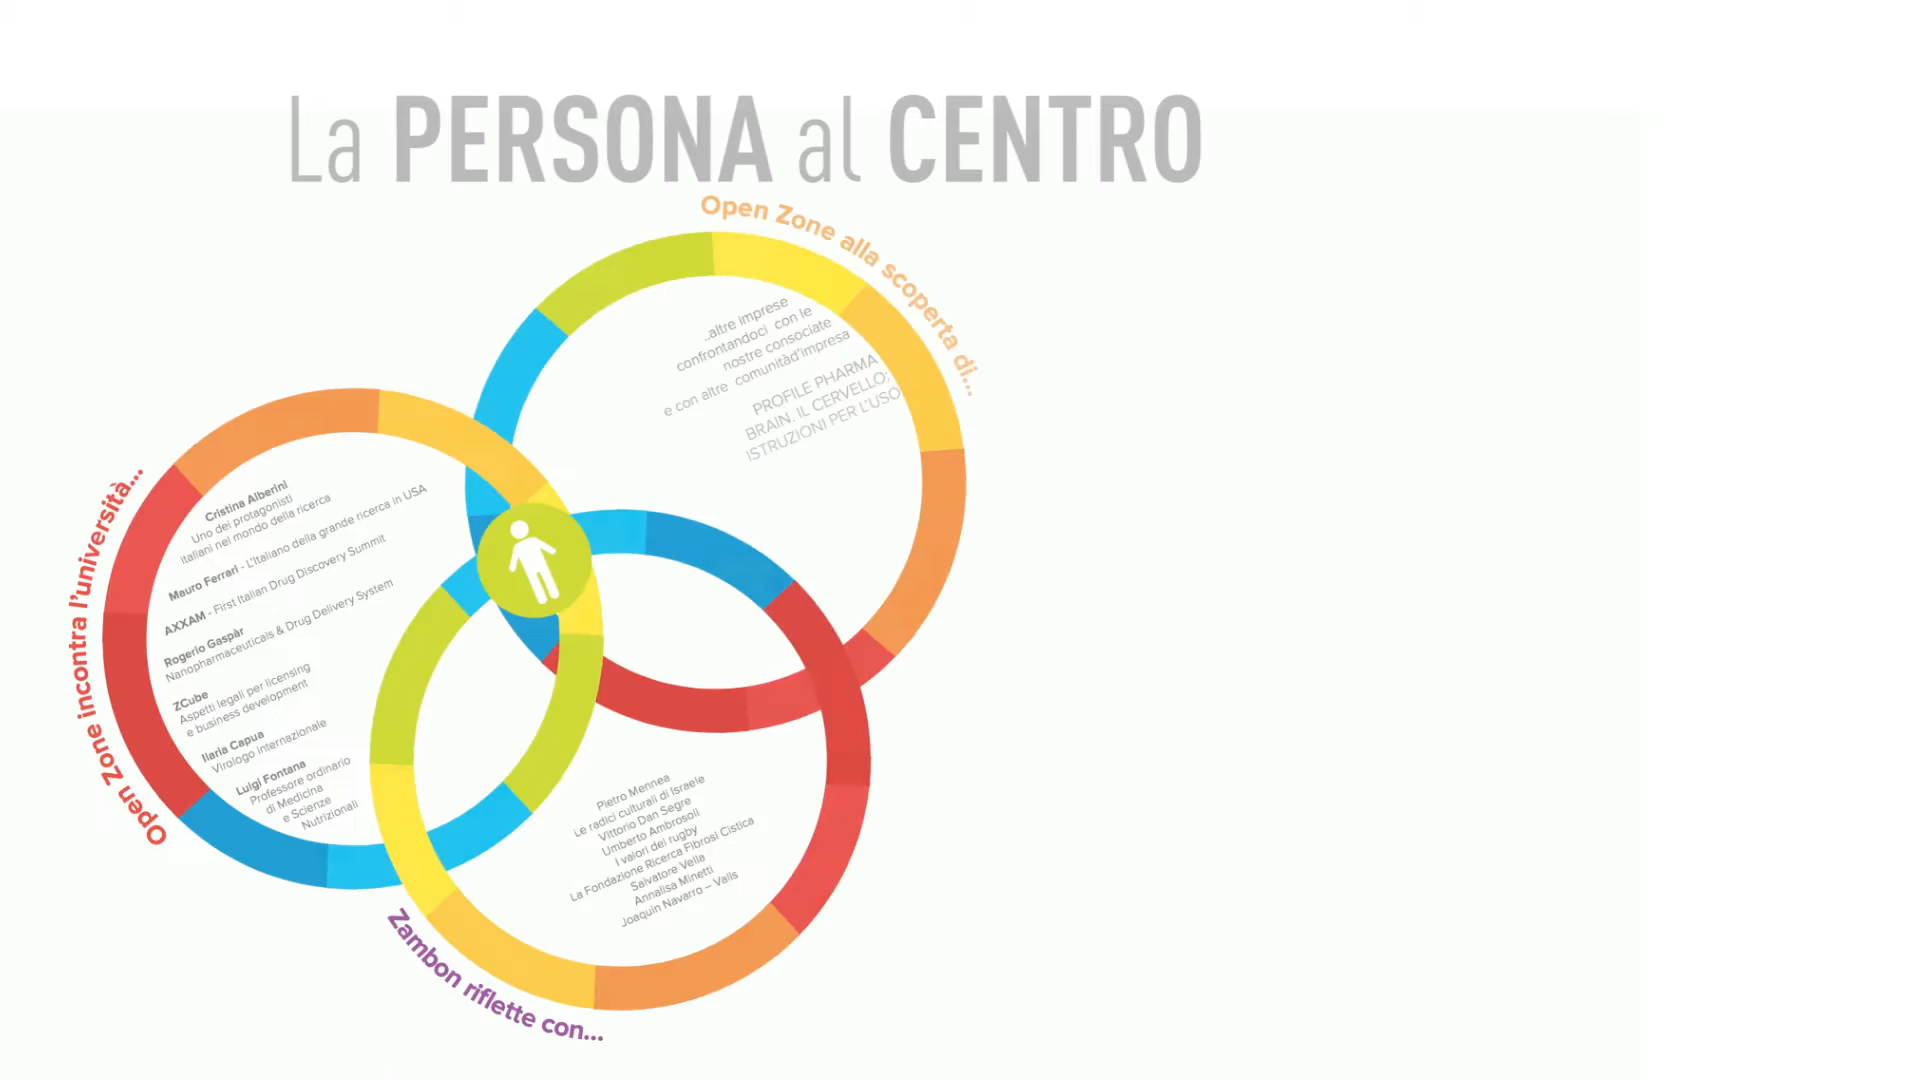 La PERSONA al CENTRO
Open Zone alla scoperta di...
..altre imprese
confrontandoci con le
nostre consociate
e con altre comunitàd'impresa
PROFILE PHARMA
BRAIN. IL CERVELLO:
ISTRUZIONI PER L'USO
Open Zone incontra l'università...
Cristina Alberini
Uno dei protagonisti
italiani nel mondo della ricerca
Mauro Ferrari - L'italiano della grande ricerca in USA
AXXAM - First Italian Drug Discovery Summit
Rogerio Gaspàr
Nanopharmaceuticals & Drug Delivery System
ZCube
Aspetti legali per licensing
e business development
Ilaria Capua
Virologo internazionale
Luigi Fontana
Professore ordinario
di Medicina
e Scienze
Nutrizionali
Pietro Mennea
Le radici culturali di Israele
Vittorio Dan Segre
Umberto Ambrosoli
I valori del rugby
La Fondazione Ricerca Fibrosi Cistica
Salvatore Vella
Annalisa Minetti
Joaquin Navarro – Valls
Zambon riflette con...